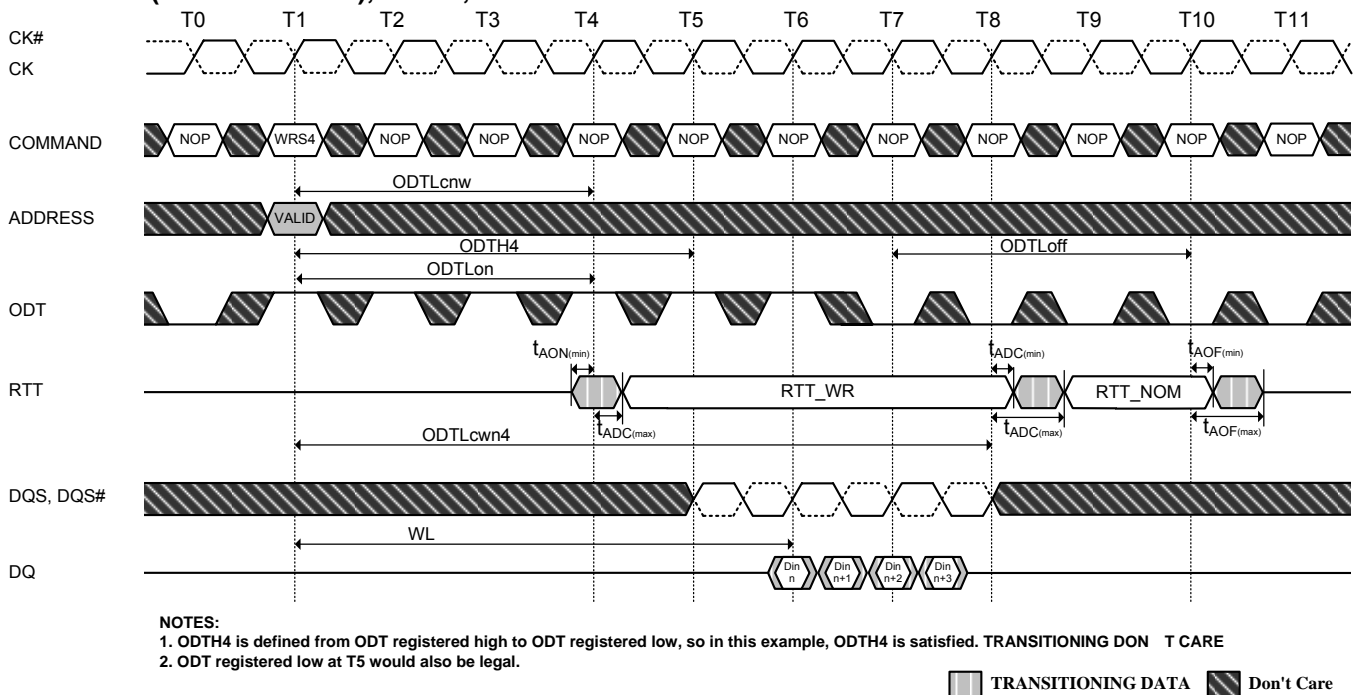 T0 T1 T2 T3 T4 T5 T6 T7 T8 T9 T10 T11
CK#
CK
COMMAND NOP WRS4 NOP NOP NOP NOP NOP NOP NOP NOP NOP NOP
ODTLcnw
ADDRESS VALID
ODTH4 ODTLoff
ODTLon
ODT
tAON(min) tADC(min) tAOF(min)
RTT RTT_WR RTT_NOM
tADC(max) tADC(max) tAOF(max)
ODTLcwn4
DQS, DQS#
WL
DQ Din n Din n+1 Din n+2 Din n+3
NOTES:
1. ODTH4 is defined from ODT registered high to ODT registered low, so in this example, ODTH4 is satisfied. TRANSITIONING DON T CARE
2. ODT registered low at T5 would also be legal.
TRANSITIONING DATA Don't Care